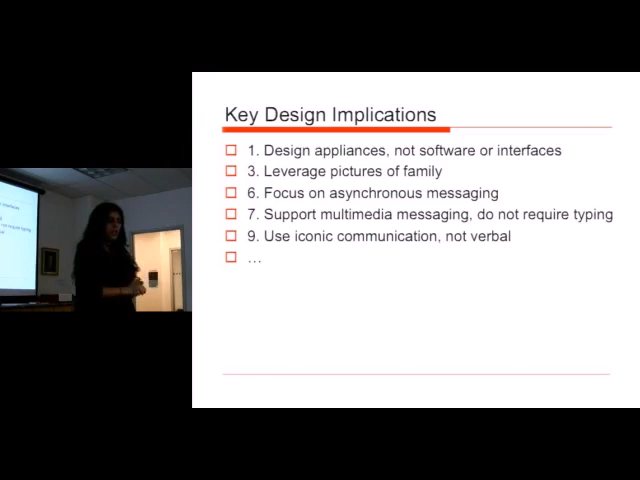 Key Design Implications
1. Design appliances, not software or interfaces
3. Leverage pictures of family
6. Focus on asynchronous messaging
7. Support multimedia messaging, do not require typing
9. Use iconic communication, not verbal
…